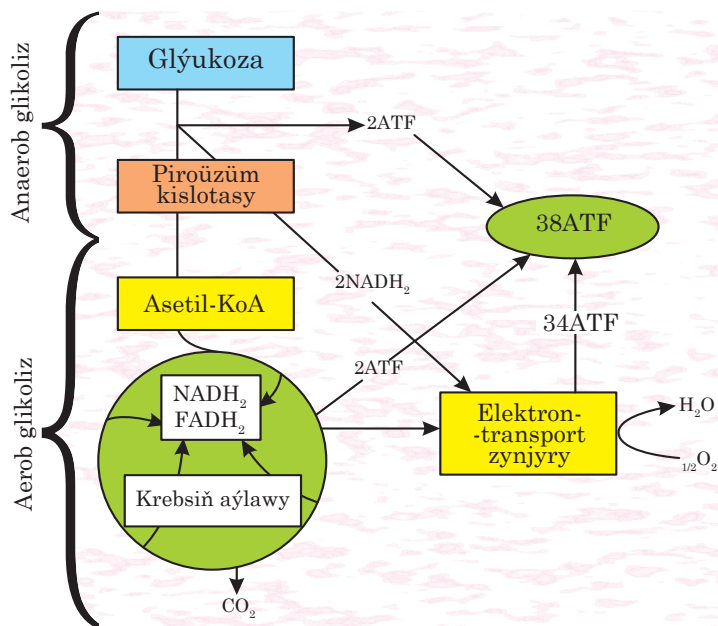 Anaerob glikoliz
Glýukoza
2ATF
Piroüzüm
kislotasy
38ATF
2NADH₂
Aerob glikoliz
Asetil-KoA
34ATF
2ATF
NADH₂
FADH₂
Elektron-
-transport
zynjyry
H₂O
₁/₂O₂
Krebsiň aýlawy
CO₂